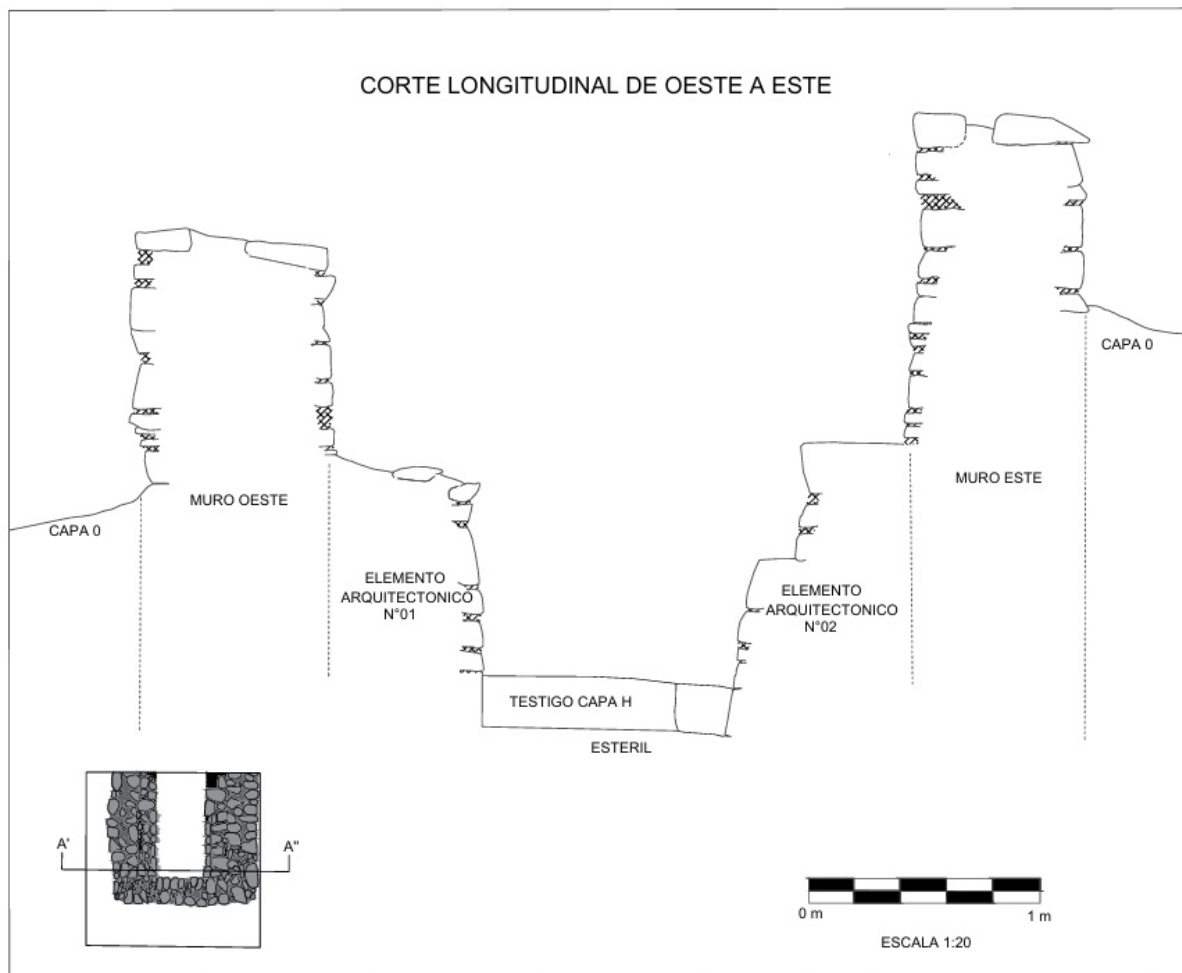 CORTE LONGITUDINAL DE OESTE A ESTE
CAPA 0
MURO OESTE
MURO ESTE
CAPA 0
ELEMENTO
ARQUITECTONICO
N°01
ELEMENTO
ARQUITECTONICO
N°02
TESTIGO CAPA H
ESTERIL
A'
A"
0 m
1 m
ESCALA 1:20